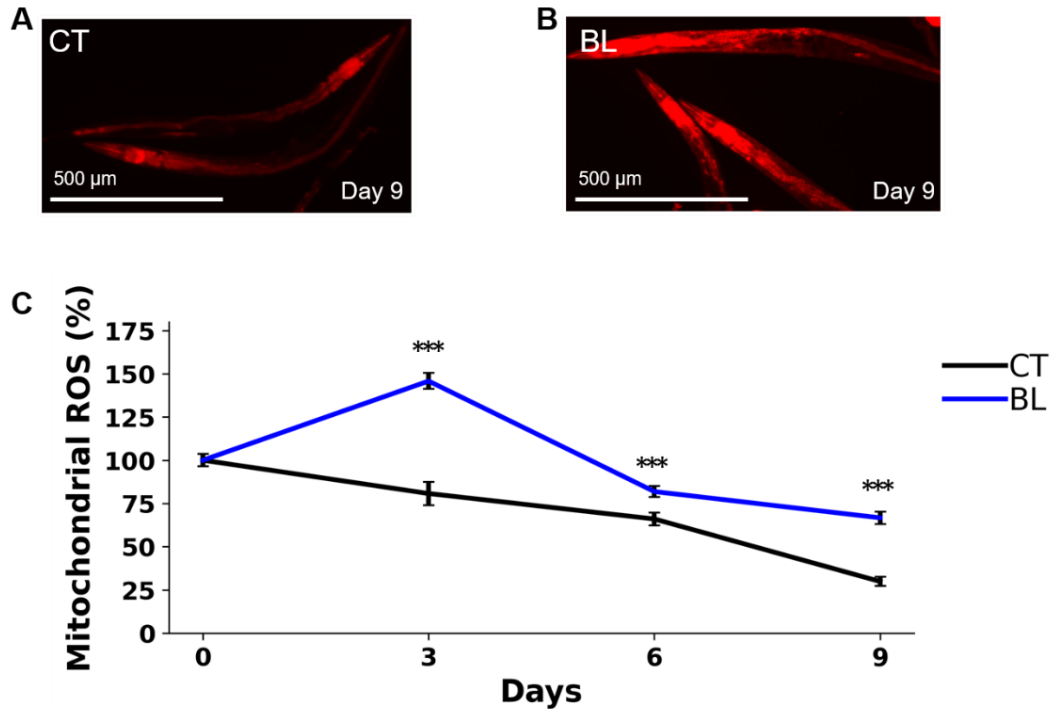 A
CT
500 µm
Day 9
B
BL
500 µm
Day 9
C
Mitochondrial ROS (%)
175
150
125
100
75
50
25
0
***
***
***
0 3 6 9
Days
CT
BL